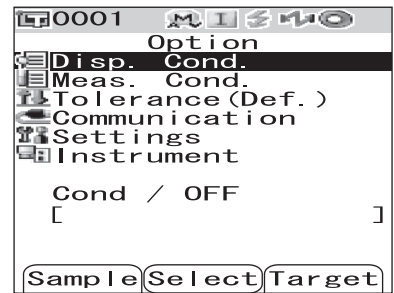 0001 M I
Option
Disp. Cond.
Meas. Cond.
Tolerance(Def.)
Communication
Settings
Instrument
Cond / OFF
[ ]
Sample Select Target